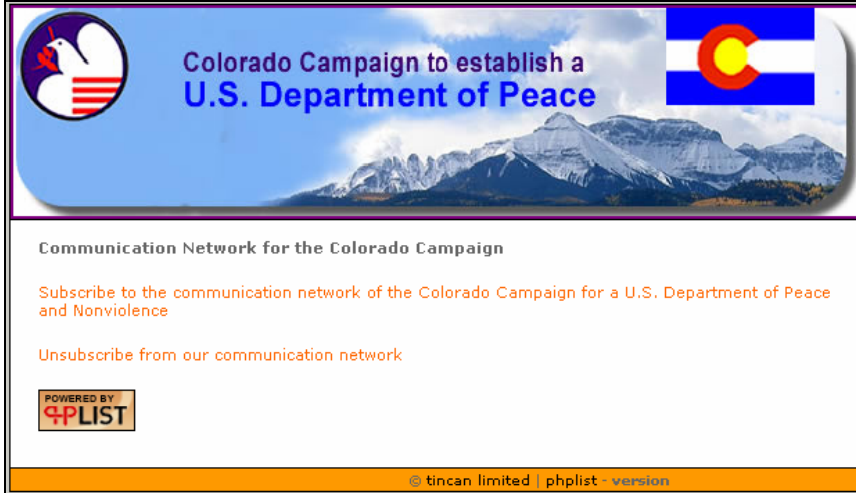 Colorado Campaign to establish a
U.S. Department of Peace
Communication Network for the Colorado Campaign
Subscribe to the communication network of the Colorado Campaign for a U.S. Department of Peace
and Nonviolence
Unsubscribe from our communication network
POWERED BY
PLIST
© tincan limited | phplist - version